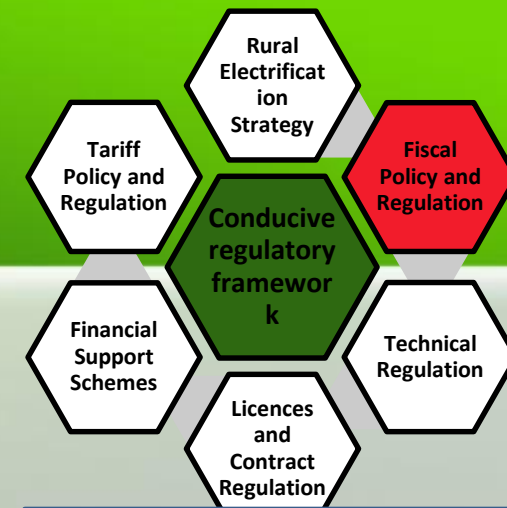 Rural
Electrificat
ion
Strategy
Fiscal
Policy and
Regulation
Technical
Regulation
Licences
and
Contract
Regulation
Financial
Support
Schemes
Tariff
Policy and
Regulation
Conducive
regulatory
framewor
k